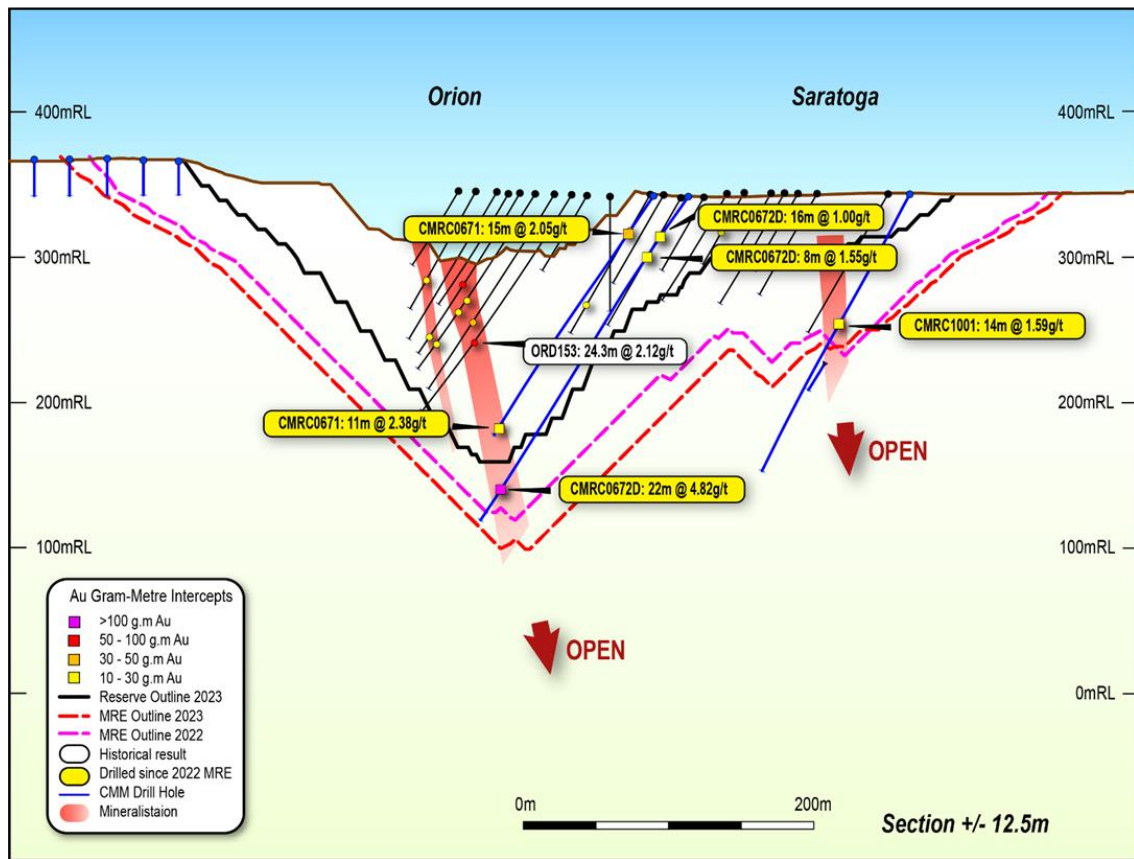 Orion
Saratoga
400mRL
400mRL
CMRC0671: 15m @ 2.05g/t
CMRC0672D: 16m @ 1.00g/t
300mRL
CMRC0672D: 8m @ 1.55g/t
300mRL
CMRC1001: 14m @ 1.59g/t
ORD153: 24.3m @ 2.12g/t
200mRL
200mRL
CMRC0671: 11m @ 2.38g/t
OPEN
CMRC0672D: 22m @ 4.82g/t
100mRL
100mRL
OPEN
0mRL
Au Gram-Metre Intercepts
>100 g.m Au
50 - 100 g.m Au
30 - 50 g.m Au
10 - 30 g.m Au
Reserve Outline 2023
MRE Outline 2023
MRE Outline 2022
Historical result
Drilled since 2022 MRE
CMM Drill Hole
Mineralistaion
0m
200m
Section +/- 12.5m